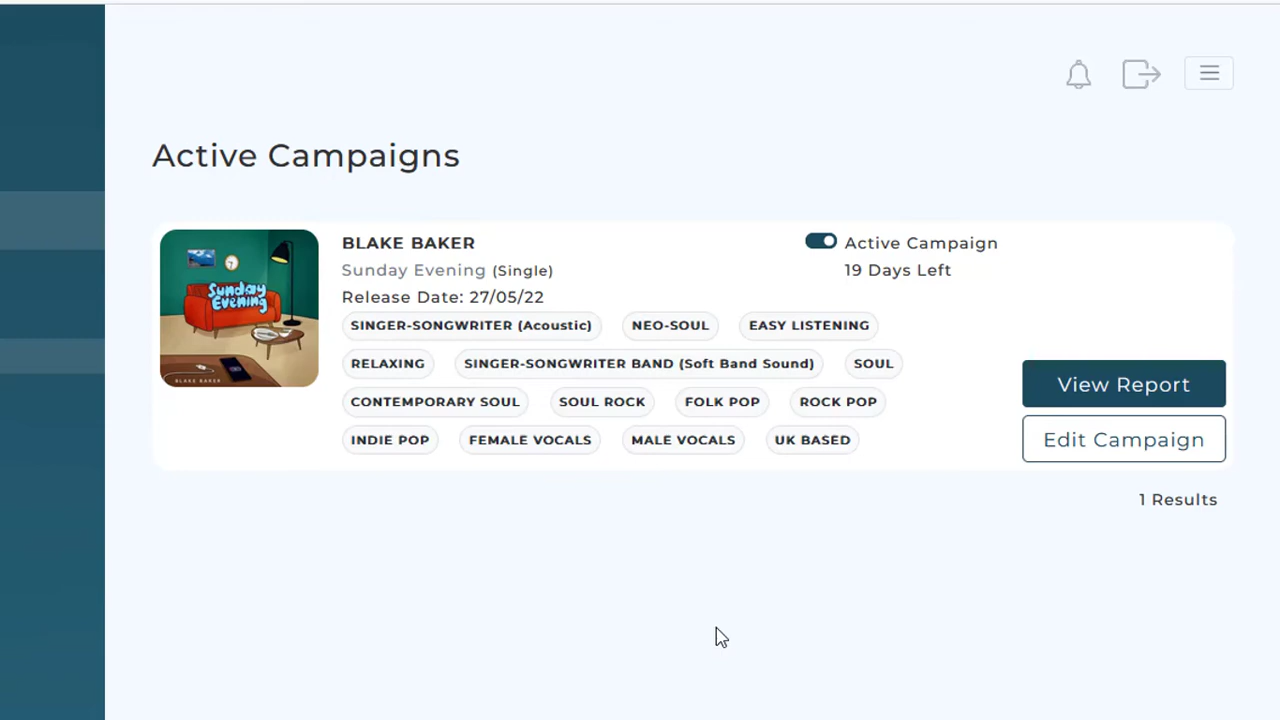 Active Campaigns
Sunday
Evening
BLAKE BAKER
BLAKE BAKER
Sunday Evening (Single)
Release Date: 27/05/22
Active Campaign
19 Days Left
SINGER-SONGWRITER (Acoustic) NEO-SOUL EASY LISTENING
RELAXING SINGER-SONGWRITER BAND (Soft Band Sound) SOUL
CONTEMPORARY SOUL SOUL ROCK FOLK POP ROCK POP
INDIE POP FEMALE VOCALS MALE VOCALS UK BASED
View Report
Edit Campaign
1 Results